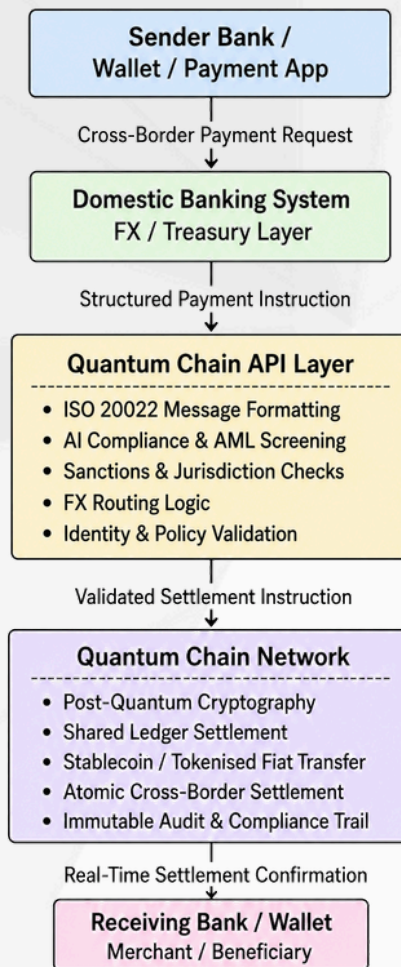 Sender Bank /
Wallet / Payment App
Cross-Border Payment Request
Domestic Banking System
FX / Treasury Layer
Structured Payment Instruction
Quantum Chain API Layer
• ISO 20022 Message Formatting
• AI Compliance & AML Screening
• Sanctions & Jurisdiction Checks
• FX Routing Logic
• Identity & Policy Validation
Validated Settlement Instruction
Quantum Chain Network
• Post-Quantum Cryptography
• Shared Ledger Settlement
• Stablecoin / Tokenised Fiat Transfer
• Atomic Cross-Border Settlement
• Immutable Audit & Compliance Trail
Real-Time Settlement Confirmation
Receiving Bank / Wallet
Merchant / Beneficiary